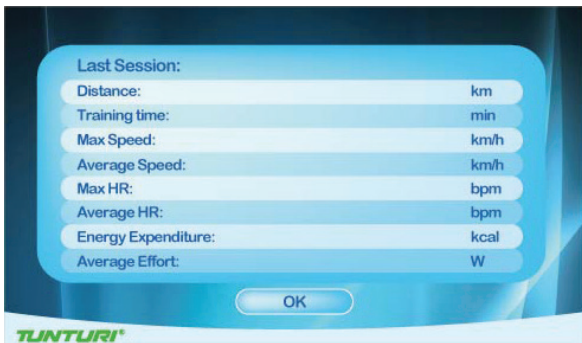 Last Session:
Distance: km
Training time: min
Max Speed: km/h
Average Speed: km/h
Max HR: bpm
Average HR: bpm
Energy Expenditure: kcal
Average Effort: W
OK
TUNTURI®